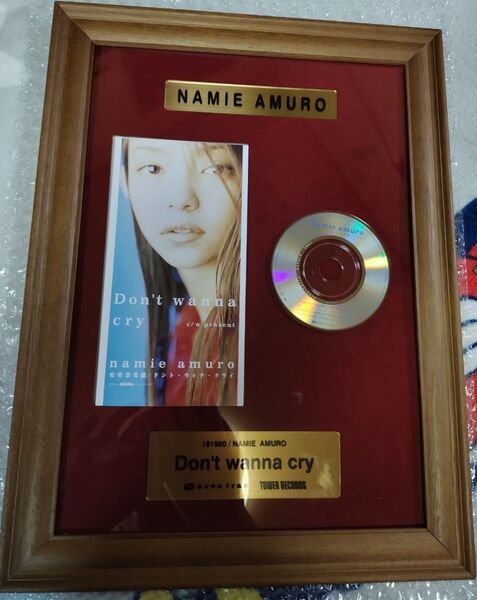 NAMIE AMURO
Don't wanna
cry
c/w present
namie amuro
安室奈美恵 ドント・ウォナ・クライ
namie amuro
181920 / NAMIE AMURO
Don't wanna cry
avex trax TOWER RECORDS